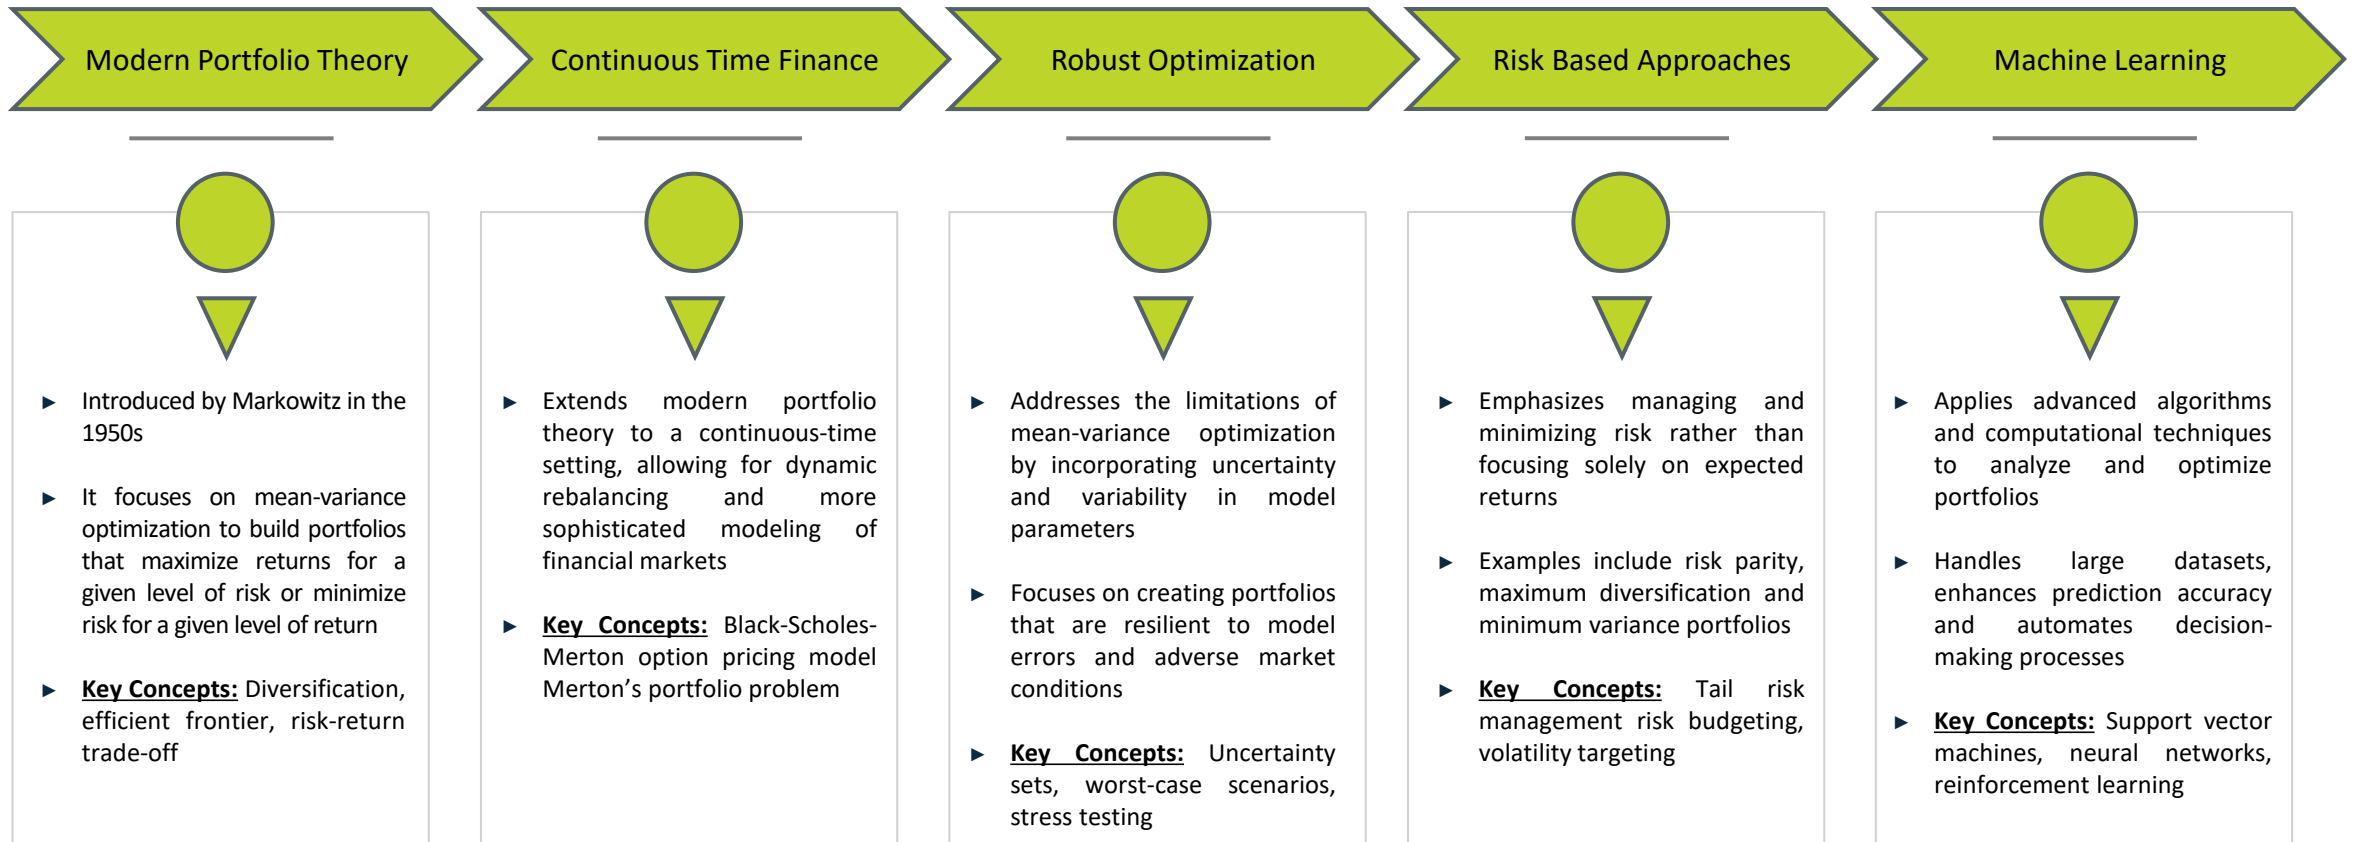 Modern Portfolio Theory
Continuous Time Finance
Robust Optimization
Risk Based Approaches
Machine Learning
► Introduced by Markowitz in the
1950s
► It focuses on mean-variance
optimization to build portfolios
that maximize returns for a
given level of risk or minimize
risk for a given level of return
► Key Concepts: Diversification,
efficient frontier, risk-return
trade-off
► Extends modern portfolio
theory to a continuous-time
setting, allowing for dynamic
rebalancing and more
sophisticated modeling of
financial markets
► Key Concepts: Black-Scholes-
Merton option pricing model
Merton’s portfolio problem
► Addresses the limitations of
mean-variance optimization
by incorporating uncertainty
and variability in model
parameters
► Focuses on creating portfolios
that are resilient to model
errors and adverse market
conditions
► Key Concepts: Uncertainty
sets, worst-case scenarios,
stress testing
► Emphasizes managing and
minimizing risk rather than
focusing solely on expected
returns
► Examples include risk parity,
maximum diversification and
minimum variance portfolios
► Key Concepts: Tail risk
management risk budgeting,
volatility targeting
► Applies advanced algorithms
and computational techniques
to analyze and optimize
portfolios
► Handles large datasets,
enhances prediction accuracy
and automates decision-
making processes
► Key Concepts: Support vector
machines, neural networks,
reinforcement learning